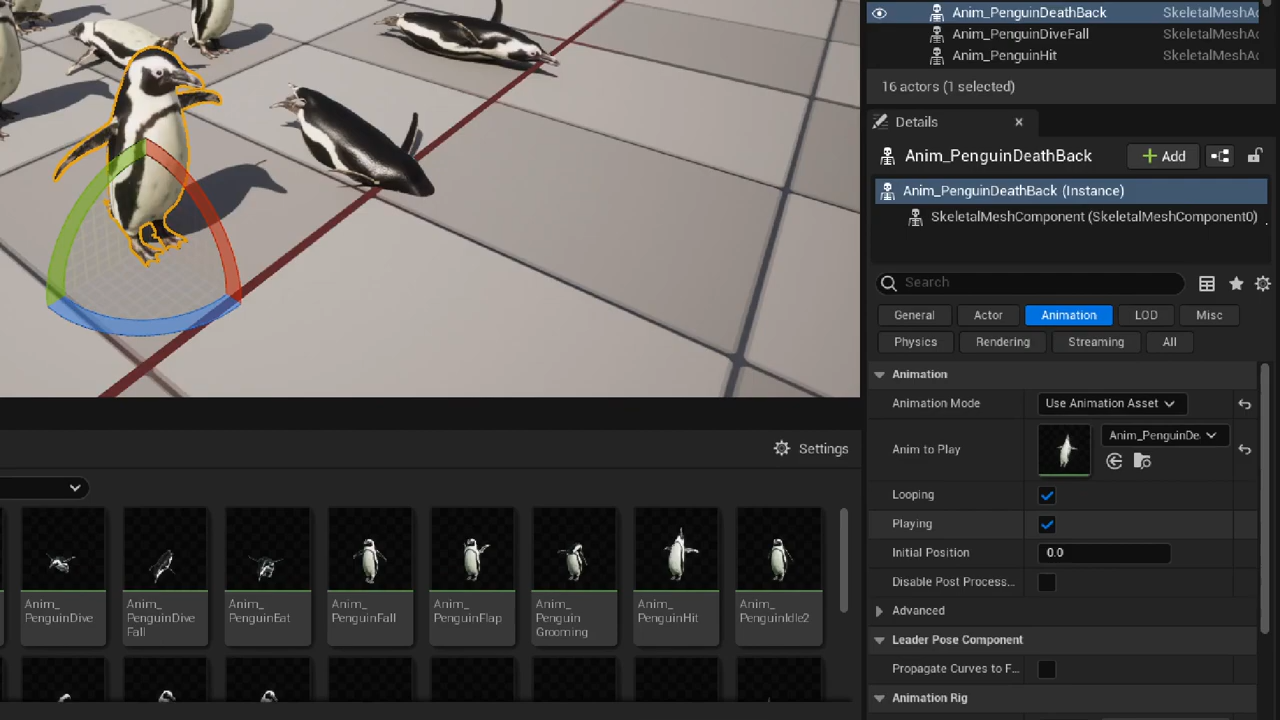 Anim_PenguinDeathBack SkeletalMeshAc
Anim_PenguinDiveFall SkeletalMeshAc
Anim_PenguinHit SkeletalMeshAc
16 actors (1 selected)
Details
Anim_PenguinDeathBack
Add
Anim_PenguinDeathBack (Instance)
SkeletalMeshComponent (SkeletalMeshComponent0)
Search
General Actor Animation LOD Misc
Physics Rendering Streaming All
Animation
Animation Mode Use Animation Asset
Anim to Play Anim_PenguinDe
Looping
Playing
Initial Position 0.0
Disable Post Process...
Advanced
Leader Pose Component
Propagate Curves to F...
Animation Rig
Settings
Anim_
PenguinDive
Anim_
PenguinDive
Fall
Anim_
PenguinEat
Anim_
PenguinFall
Anim_
PenguinFlap
Anim_
Penguin
Grooming
Anim_
PenguinHit
Anim_
PenguinIdle2